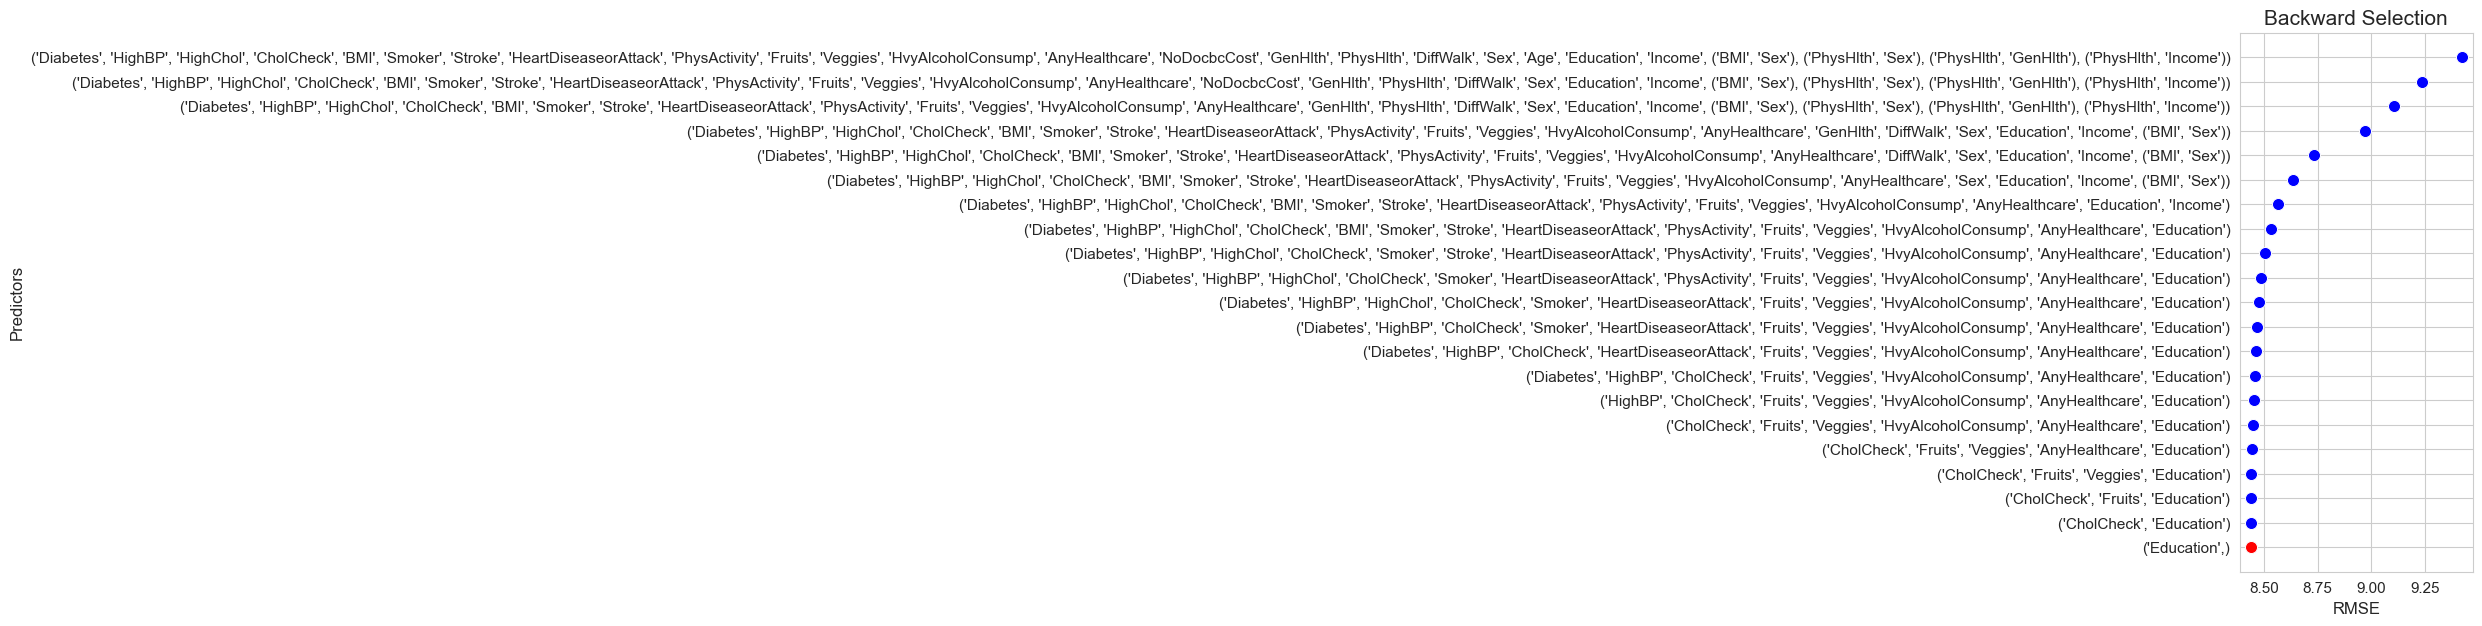 Backward Selection
('Diabetes', 'HighBP', 'HighChol', 'CholCheck', 'BMI', 'Smoker', 'Stroke', 'HeartDiseaseorAttack', 'PhysActivity', 'Fruits', 'Veggies', 'HvyAlcoholConsump', 'AnyHealthcare', 'NoDocbcCost', 'GenHlth', 'PhysHlth', 'DiffWalk', 'Sex', 'Age', 'Education', 'Income', ('BMI', 'Sex'), ('PhysHlth', 'Sex'), ('PhysHlth', 'GenHlth'), ('PhysHlth', 'Income'))
('Diabetes', 'HighBP', 'HighChol', 'CholCheck', 'BMI', 'Smoker', 'Stroke', 'HeartDiseaseorAttack', 'PhysActivity', 'Fruits', 'Veggies', 'HvyAlcoholConsump', 'AnyHealthcare', 'NoDocbcCost', 'GenHlth', 'PhysHlth', 'DiffWalk', 'Sex', 'Education', 'Income', ('BMI', 'Sex'), ('PhysHlth', 'Sex'), ('PhysHlth', 'GenHlth'), ('PhysHlth', 'Income'))
('Diabetes', 'HighBP', 'HighChol', 'CholCheck', 'BMI', 'Smoker', 'Stroke', 'HeartDiseaseorAttack', 'PhysActivity', 'Fruits', 'Veggies', 'HvyAlcoholConsump', 'AnyHealthcare', 'GenHlth', 'PhysHlth', 'DiffWalk', 'Sex', 'Education', 'Income', ('BMI', 'Sex'), ('PhysHlth', 'Sex'), ('PhysHlth', 'GenHlth'), ('PhysHlth', 'Income'))
('Diabetes', 'HighBP', 'HighChol', 'CholCheck', 'BMI', 'Smoker', 'Stroke', 'HeartDiseaseorAttack', 'PhysActivity', 'Fruits', 'Veggies', 'HvyAlcoholConsump', 'AnyHealthcare', 'GenHlth', 'DiffWalk', 'Sex', 'Education', 'Income', ('BMI', 'Sex'))
('Diabetes', 'HighBP', 'HighChol', 'CholCheck', 'BMI', 'Smoker', 'Stroke', 'HeartDiseaseorAttack', 'PhysActivity', 'Fruits', 'Veggies', 'HvyAlcoholConsump', 'AnyHealthcare', 'DiffWalk', 'Sex', 'Education', 'Income', ('BMI', 'Sex'))
('Diabetes', 'HighBP', 'HighChol', 'CholCheck', 'BMI', 'Smoker', 'Stroke', 'HeartDiseaseorAttack', 'PhysActivity', 'Fruits', 'Veggies', 'HvyAlcoholConsump', 'AnyHealthcare', 'Sex', 'Education', 'Income', ('BMI', 'Sex'))
('Diabetes', 'HighBP', 'HighChol', 'CholCheck', 'BMI', 'Smoker', 'Stroke', 'HeartDiseaseorAttack', 'PhysActivity', 'Fruits', 'Veggies', 'HvyAlcoholConsump', 'AnyHealthcare', 'Education', 'Income')
('Diabetes', 'HighBP', 'HighChol', 'CholCheck', 'BMI', 'Smoker', 'Stroke', 'HeartDiseaseorAttack', 'PhysActivity', 'Fruits', 'Veggies', 'HvyAlcoholConsump', 'AnyHealthcare', 'Education')
('Diabetes', 'HighBP', 'HighChol', 'CholCheck', 'Smoker', 'Stroke', 'HeartDiseaseorAttack', 'PhysActivity', 'Fruits', 'Veggies', 'HvyAlcoholConsump', 'AnyHealthcare', 'Education')
('Diabetes', 'HighBP', 'HighChol', 'CholCheck', 'Smoker', 'HeartDiseaseorAttack', 'PhysActivity', 'Fruits', 'Veggies', 'HvyAlcoholConsump', 'AnyHealthcare', 'Education')
('Diabetes', 'HighBP', 'HighChol', 'CholCheck', 'Smoker', 'HeartDiseaseorAttack', 'Fruits', 'Veggies', 'HvyAlcoholConsump', 'AnyHealthcare', 'Education')
('Diabetes', 'HighBP', 'CholCheck', 'Smoker', 'HeartDiseaseorAttack', 'Fruits', 'Veggies', 'HvyAlcoholConsump', 'AnyHealthcare', 'Education')
('Diabetes', 'HighBP', 'CholCheck', 'HeartDiseaseorAttack', 'Fruits', 'Veggies', 'HvyAlcoholConsump', 'AnyHealthcare', 'Education')
('Diabetes', 'HighBP', 'CholCheck', 'Fruits', 'Veggies', 'HvyAlcoholConsump', 'AnyHealthcare', 'Education')
('HighBP', 'CholCheck', 'Fruits', 'Veggies', 'HvyAlcoholConsump', 'AnyHealthcare', 'Education')
('CholCheck', 'Fruits', 'Veggies', 'HvyAlcoholConsump', 'AnyHealthcare', 'Education')
('CholCheck', 'Fruits', 'Veggies', 'AnyHealthcare', 'Education')
('CholCheck', 'Fruits', 'Veggies', 'Education')
('CholCheck', 'Fruits', 'Education')
('CholCheck', 'Education')
('Education',)
Predictors
8.50 8.75 9.00 9.25
RMSE